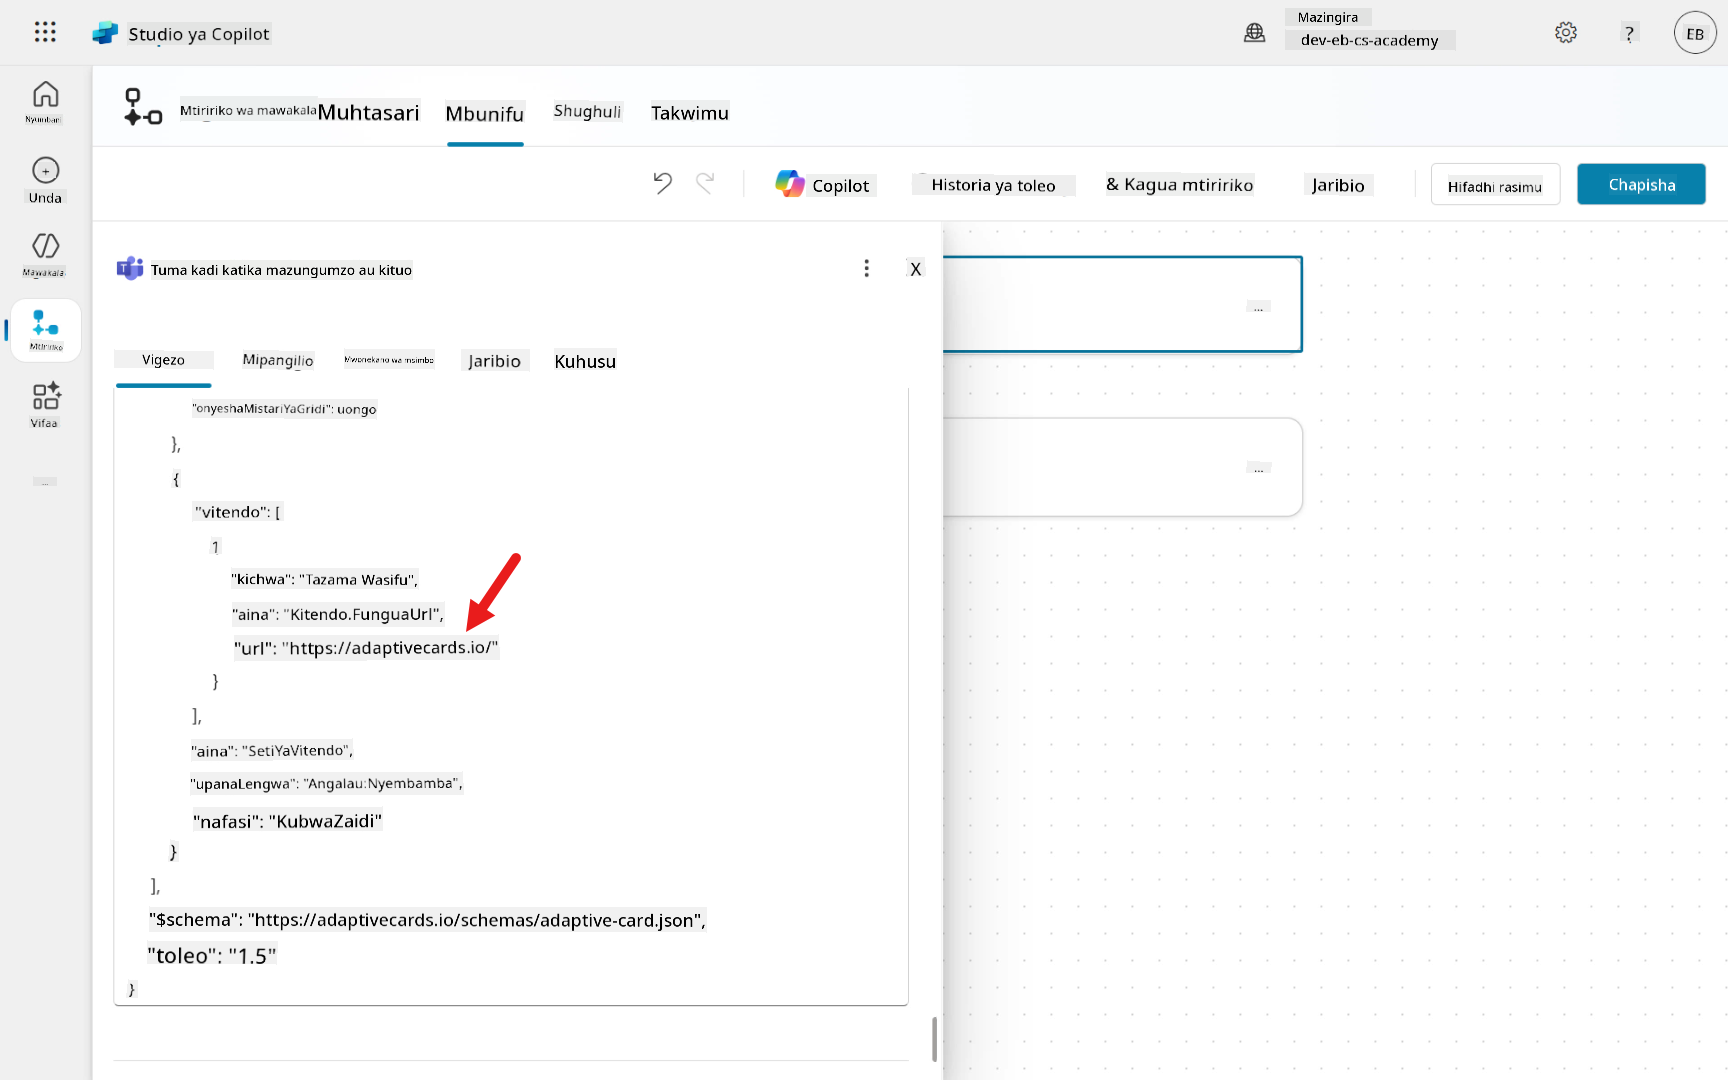 Studio ya Copilot
Mazingira
dev-eb-cs-academy
?
EB
Nyumbani
Unda
Mawakala
Mtiririko
Vifaa
...
Mtiririko wa mawakala
Muhtasari
Mbunifu
Shughuli
Takwimu
Copilot
Historia ya toleo
& Kagua mtiririko
Jaribio
Hifadhi rasimu
Chapisha
Tuma kadi katika mazungumzo au kituo
X
Vigezo
Mipangilio
Mwonekano wa msimbo
Jaribio
Kuhusu
"onyeshaMistariYaGridi": uongo
},
{
"vitendo": [
1
"kichwa": "Tazama Wasifu",
"aina": "Kitendo.FunguaUrl",
"url": "https://adaptivecards.io/"
}
],
"aina": "SetiYaVitendo",
"upanaLengwa": "Angalau:Nyembamba",
"nafasi": "KubwaZaidi"
}
],
"$schema": "https://adaptivecards.io/schemas/adaptive-card.json",
"toleo": "1.5"
}
...
...